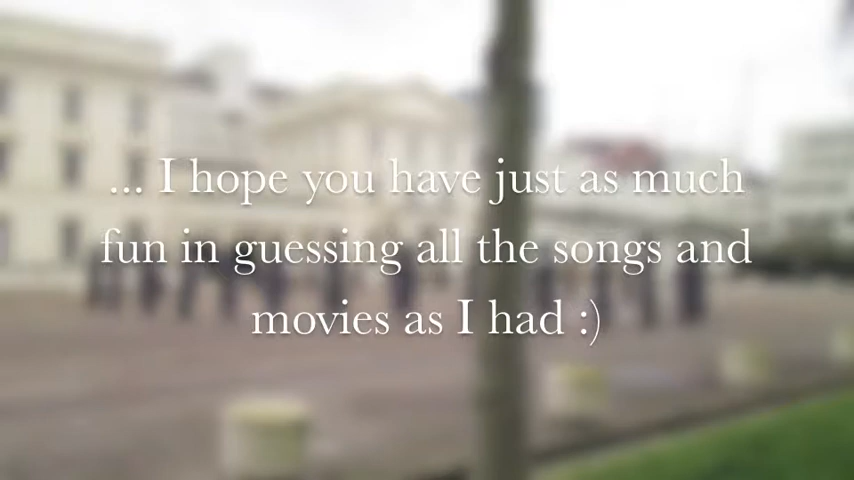 ... I hope you have just as much
fun in guessing all the songs and
movies as I had :)